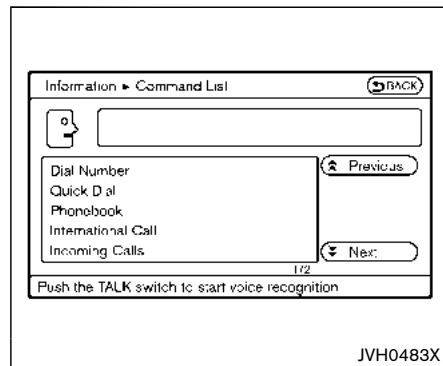 Information ▸ Command List BACK
Dial Number
Previous
Quick Dial
Phonebook
International Call
Incoming Calls
Next
1/2
Push the TALK switch to start voice recognition
JVH0483X